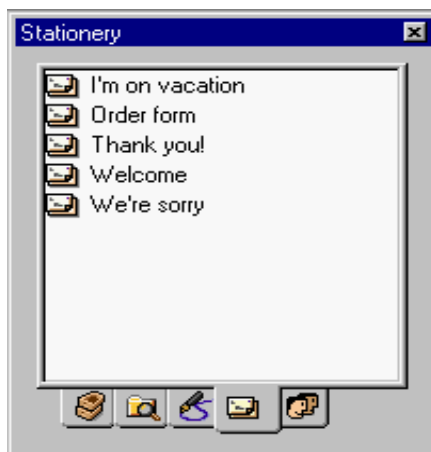 Stationery
I'm on vacation
Order form
Thank you!
Welcome
We're sorry